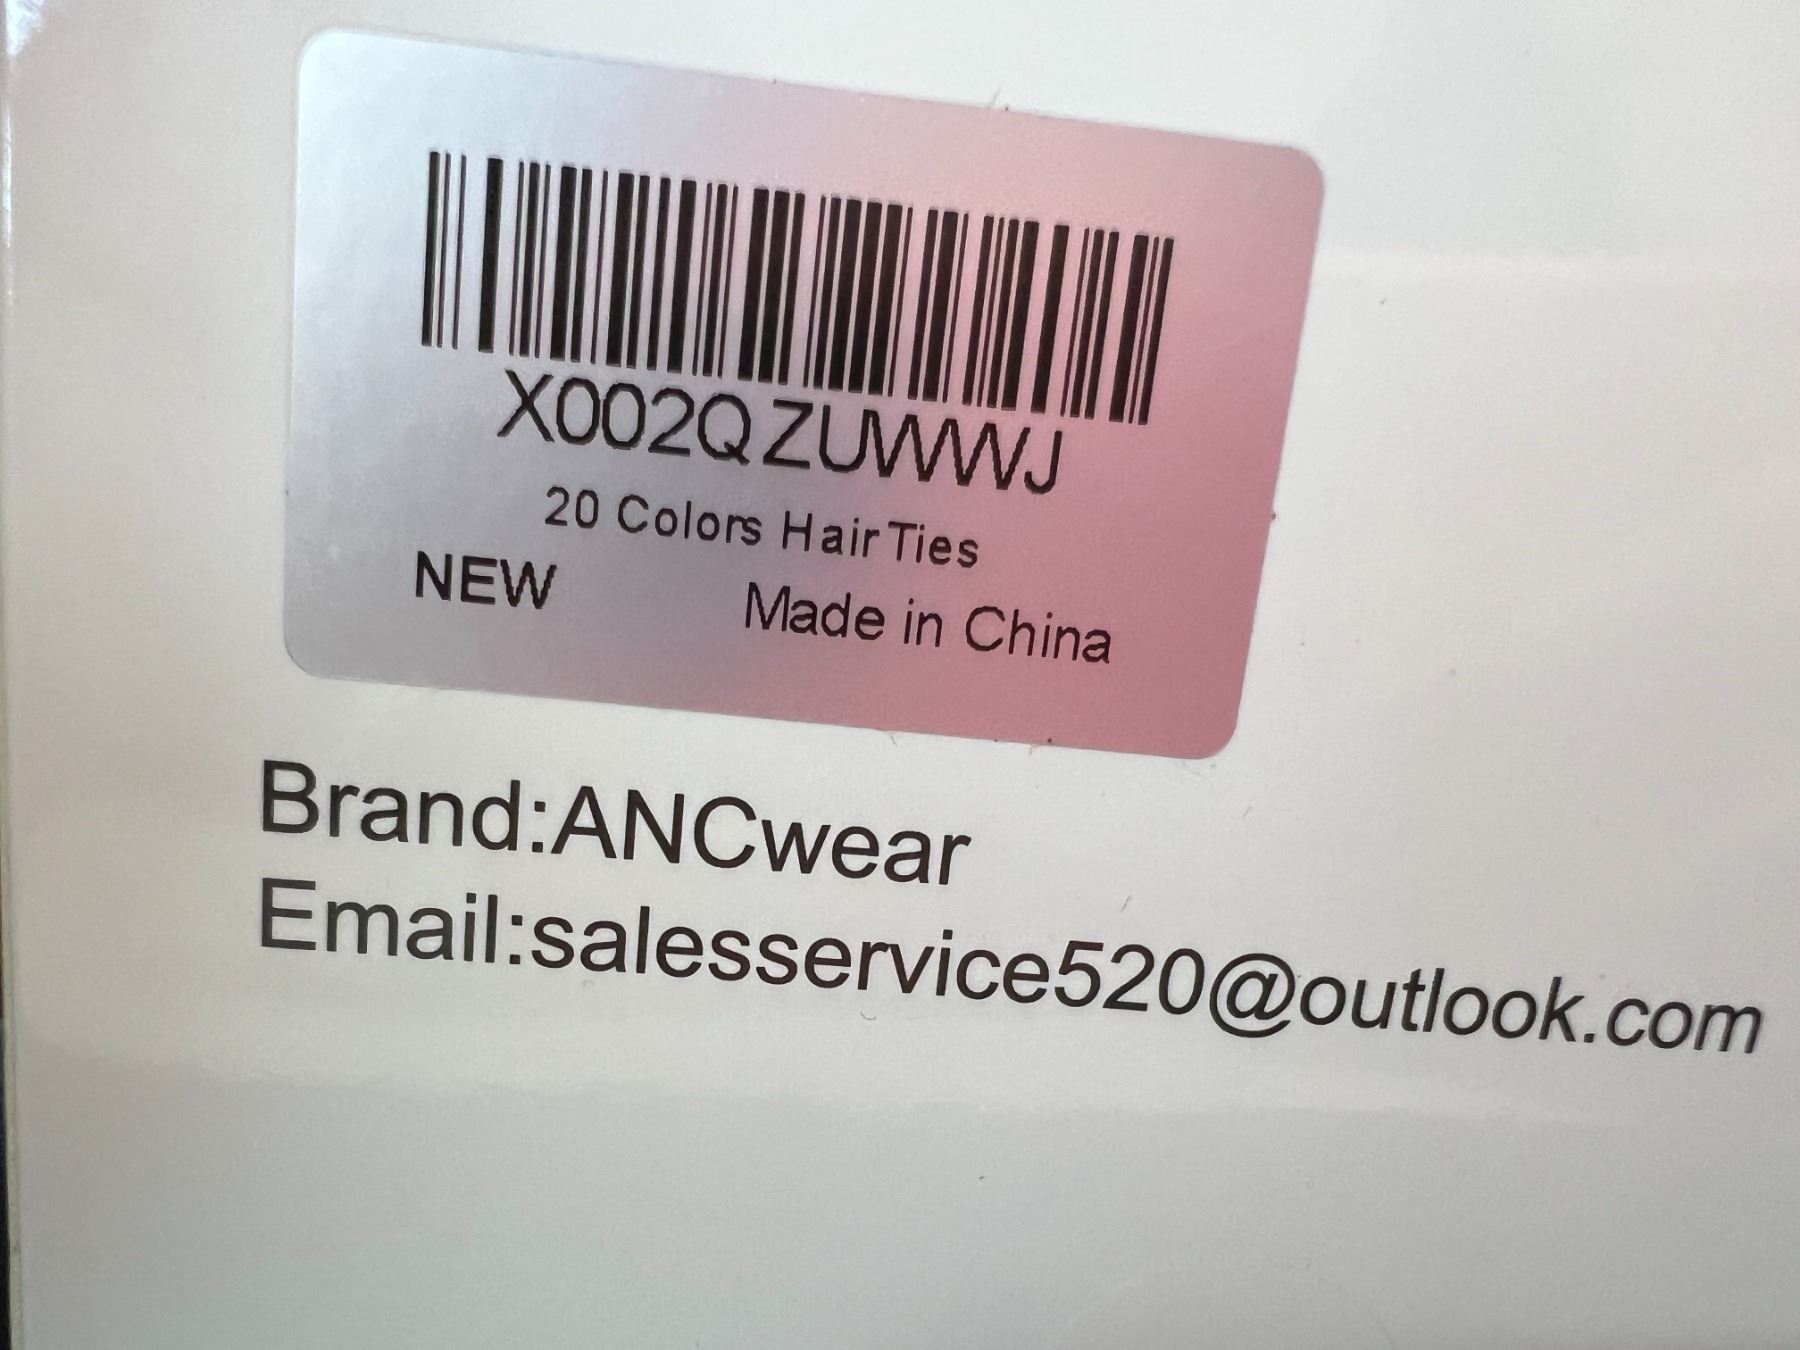 X002QZUWWJ
20 Colors Hair Ties
NEW Made in China
Brand:ANCwear
Email:salesservice520@outlook.com